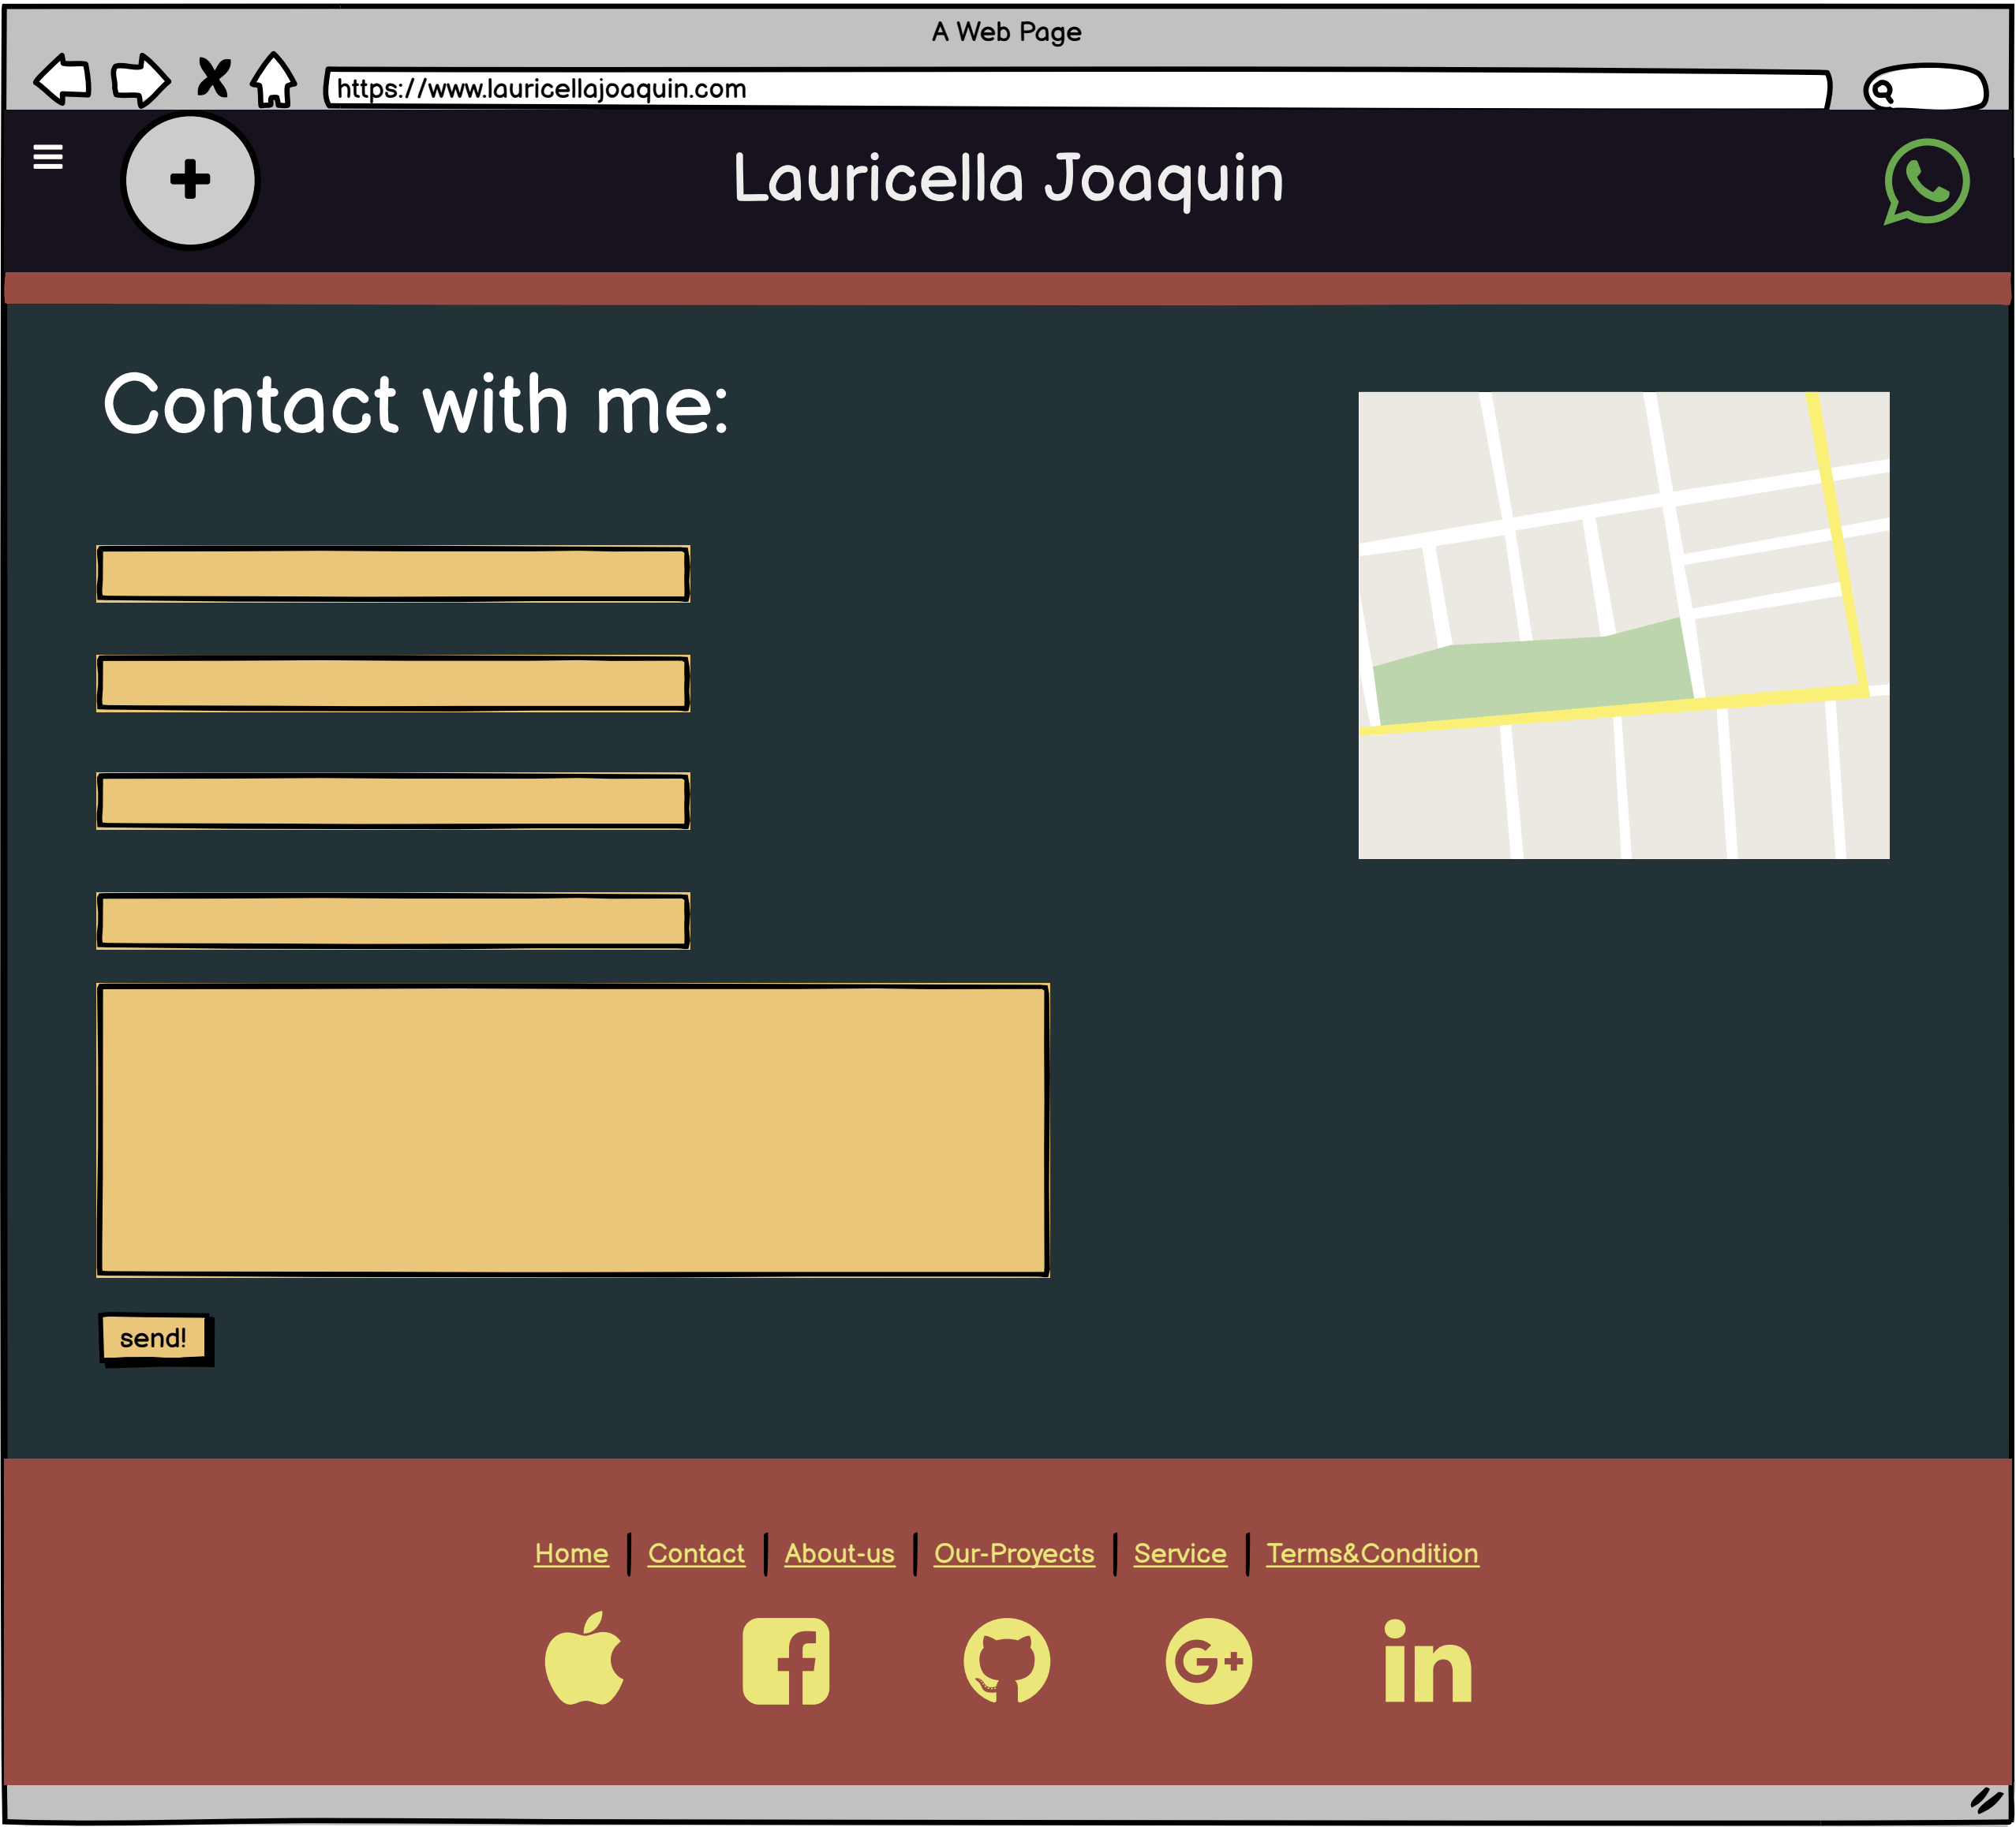 A Web Page
https://www.lauricellajoaquin.com
Lauricella Joaquin
Contact with me:
send!
Home | Contact | About-us | Our-Proyects | Service | Terms&Condition